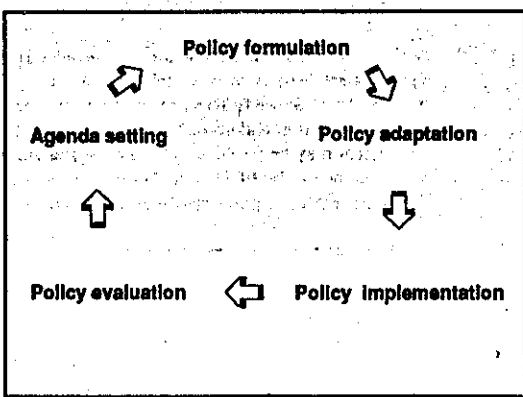 Policy formulation
Agenda setting
Policy adaptation
Policy evaluation
Policy implementation